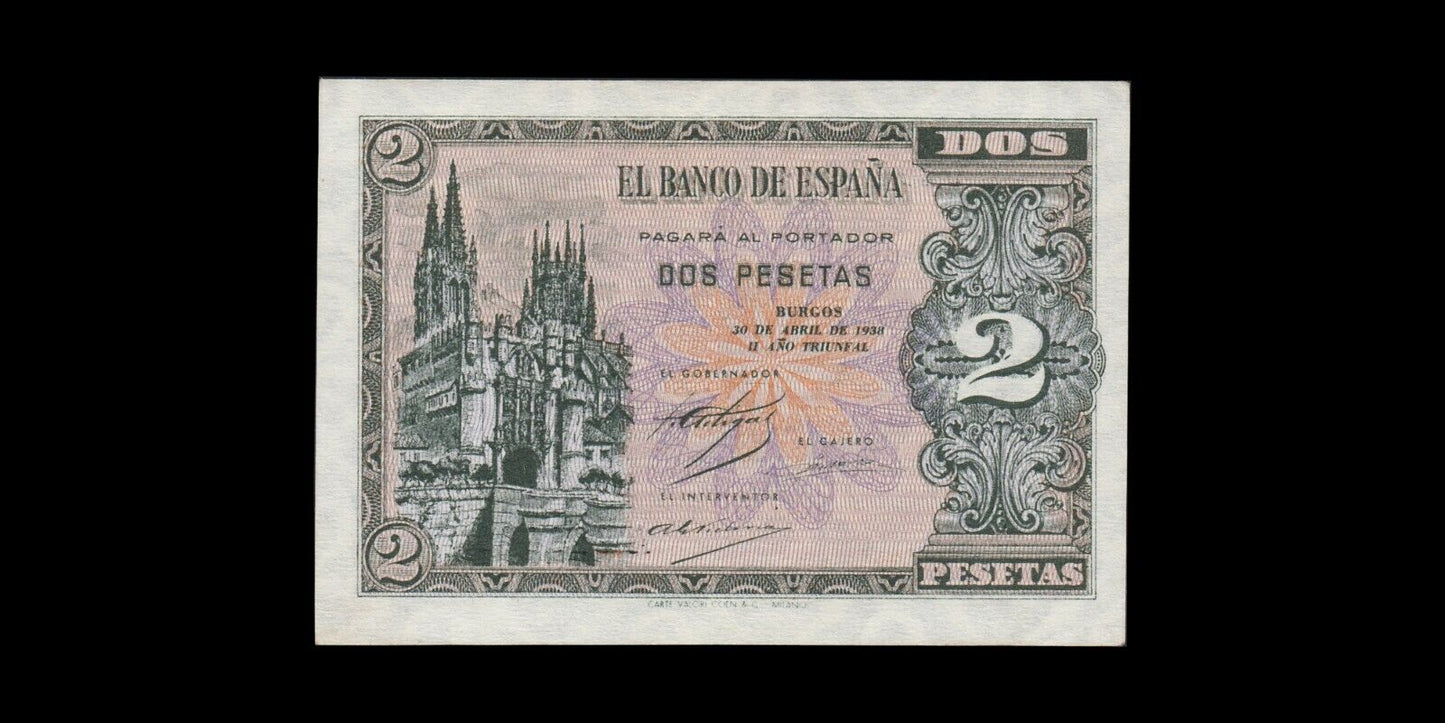 2
DOS
EL BANCO DE ESPAÑA
PAGARÁ AL PORTADOR
DOS PESETAS
BURGOS
30 DE ABRIL DE 1938
II AÑO TRIUNFAL
2
EL GOBERNADOR
EL CAJERO
EL INTERVENTOR
2
PESETAS
CARTE VALORI COEN & C. MILANO